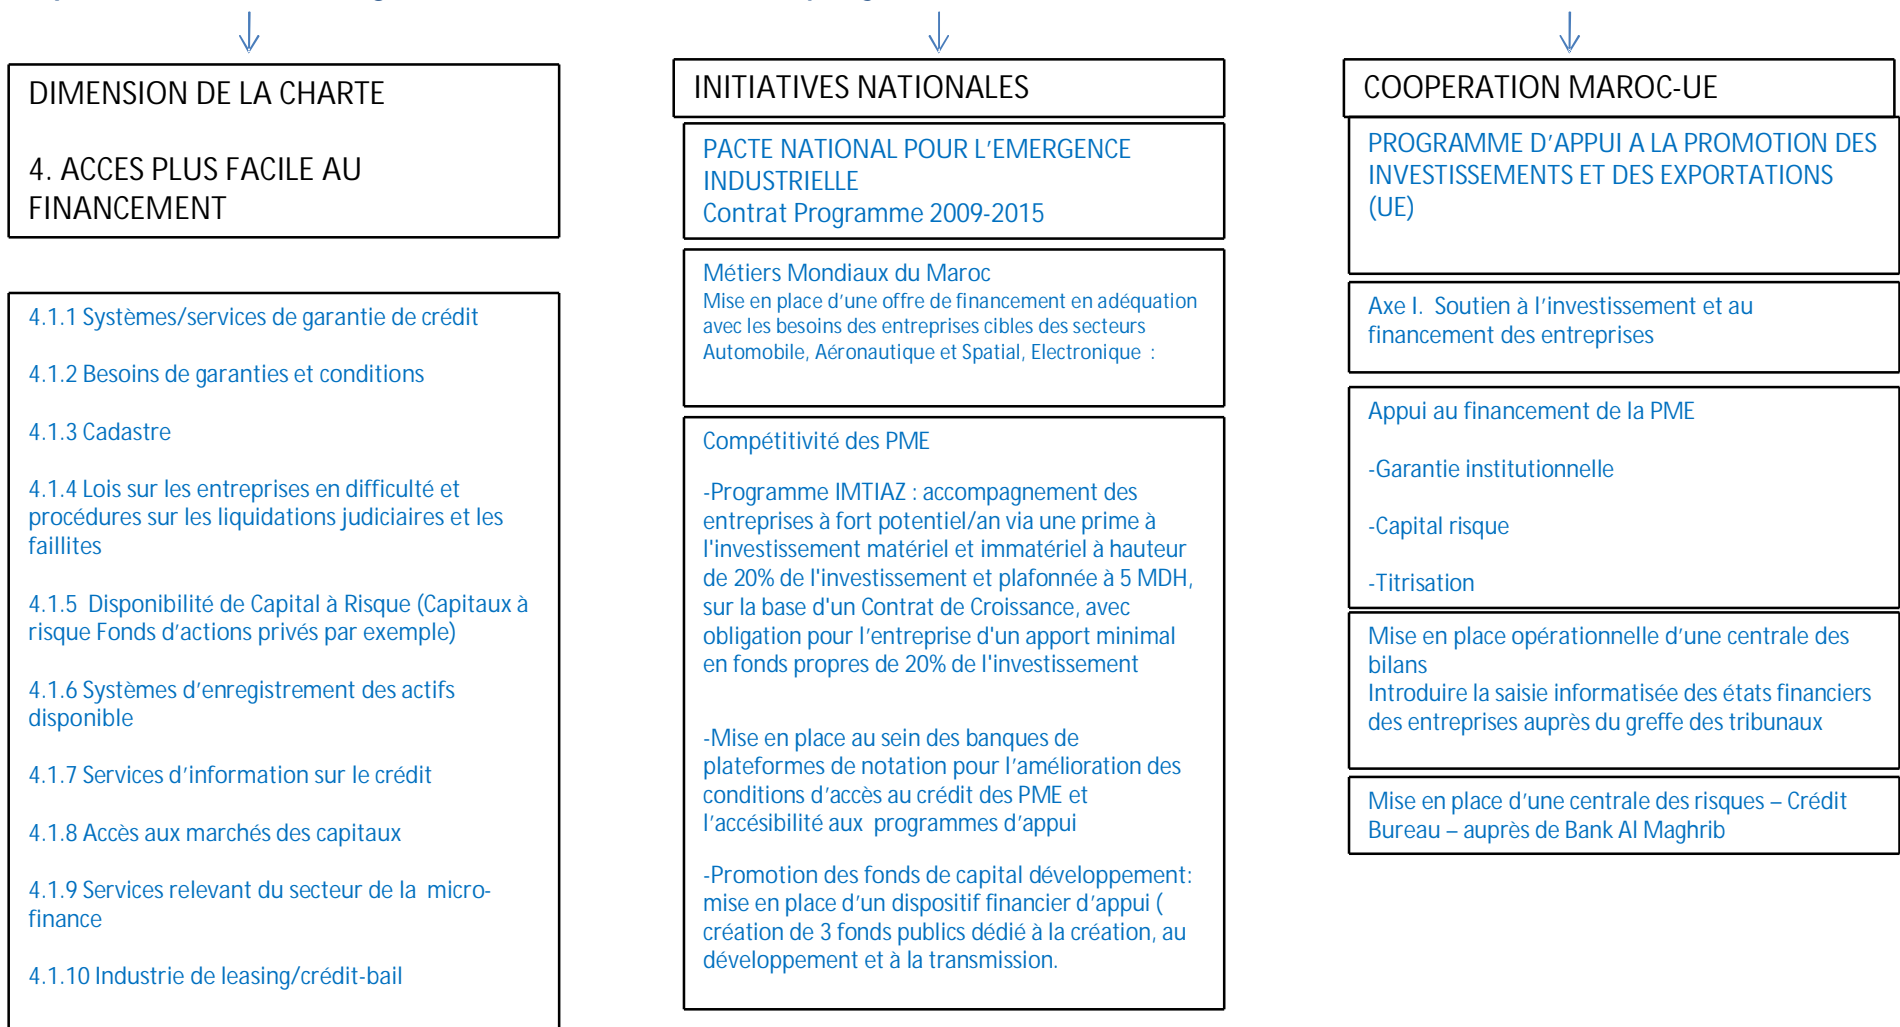 DIMENSION DE LA CHARTE
4. ACCES PLUS FACILE AU
FINANCEMENT
4.1.1 Systèmes/services de garantie de crédit
4.1.2 Besoins de garanties et conditions
4.1.3 Cadastre
4.1.4 Lois sur les entreprises en difficulté et
procédures sur les liquidations judiciaires et les
faillites
4.1.5 Disponibilité de Capital à Risque (Capitaux à
risque Fonds d’actions privés par exemple)
4.1.6 Systèmes d’enregistrement des actifs
disponible
4.1.7 Services d’information sur le crédit
4.1.8 Accès aux marchés des capitaux
4.1.9 Services relevant du secteur de la micro-
finance
4.1.10 Industrie de leasing/crédit-bail
INITIATIVES NATIONALES
PACTE NATIONAL POUR L’EMERGENCE
INDUSTRIELLE
Contrat Programme 2009-2015
Métiers Mondiaux du Maroc
Mise en place d’une offre de financement en adéquation
avec les besoins des entreprises cibles des secteurs
Automobile, Aéronautique et Spatial, Electronique :
Compétitivité des PME
-Programme IMTIAZ : accompagnement des
entreprises à fort potentiel/an via une prime à
l'investissement matériel et immatériel à hauteur
de 20% de l'investissement et plafonnée à 5 MDH,
sur la base d'un Contrat de Croissance, avec
obligation pour l’entreprise d'un apport minimal
en fonds propres de 20% de l'investissement
-Mise en place au sein des banques de
plateformes de notation pour l’amélioration des
conditions d’accès au crédit des PME et
l’accésibilité aux programmes d’appui
-Promotion des fonds de capital développement:
mise en place d’un dispositif financier d’appui (
création de 3 fonds publics dédié à la création, au
développement et à la transmission.
COOPERATION MAROC-UE
PROGRAMME D’APPUI A LA PROMOTION DES
INVESTISSEMENTS ET DES EXPORTATIONS
(UE)
Axe I. Soutien à l’investissement et au
financement des entreprises
Appui au financement de la PME
-Garantie institutionnelle
-Capital risque
-Titrisation
Mise en place opérationnelle d’une centrale des
bilans
Introduire la saisie informatisée des états financiers
des entreprises auprès du greffe des tribunaux
Mise en place d’une centrale des risques – Crédit
Bureau – auprès de Bank Al Maghrib